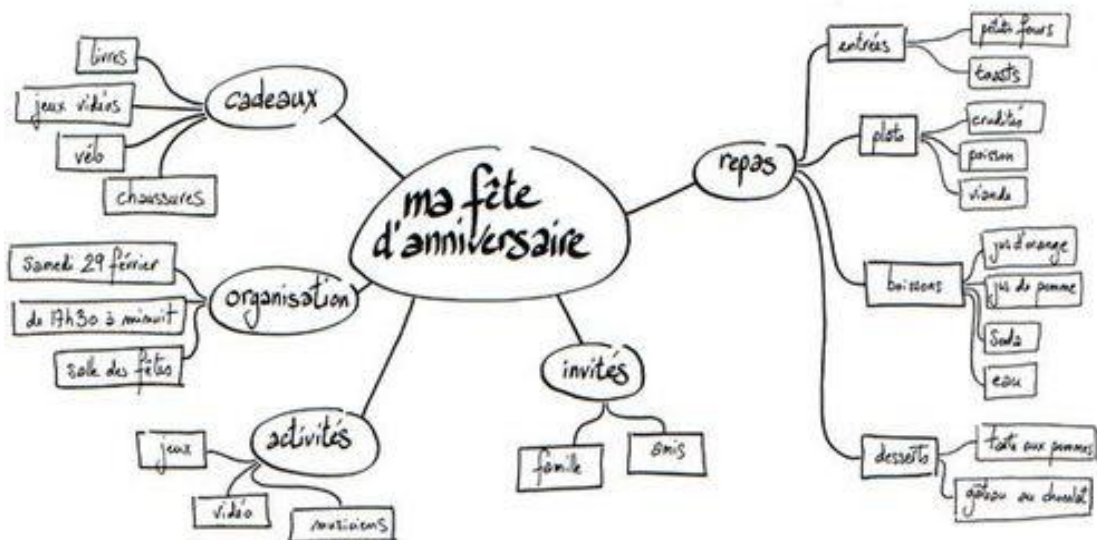 ma fête
d'anniversaire
cadeaux
livres
jeux vidéos
vélo
chaussures
organisation
samedi 29 février
de 17h30 à minuit
salle des fêtes
activités
jeux
vidéo
musiciens
invités
famille
amis
repas
entrées
petits fours
toasts
plats
crudités
poisson
viande
boissons
jus d'orange
jus de pomme
soda
eau
desserts
tarte aux pommes
gâteau au chocolat